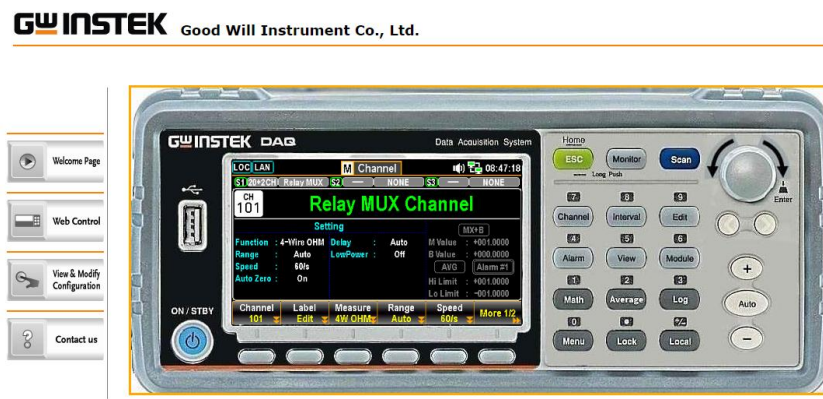 GW INSTEK Good Will Instrument Co., Ltd.
Welcome Page
Web Control
View & Modify
Configuration
Contact us
GW INSTEK DAQ Data Acquisition System
LOC LAN M Channel 08:47:18
S1 20+2CH Relay MUX S2 — NONE S3 — NONE
CH
101
Relay MUX Channel
Setting
MX+B
Function : 4-Wire OHM Delay : Auto M Value : +001.0000
Range : Auto LowPower : Off B Value : +000.0000
Speed : 60/s AVG Alarm #1
Auto Zero : On Hi Limit : +001.0000
Lo Limit : -001.0000
Channel Label Measure Range Speed More 1/2
101 Edit 4W OHM Auto 60/s
ON / STBY
Home
ESC Monitor Scan
Long Push
Enter
7 8 9
Channel Interval Edit
4 5 6
Alarm View Module
+
1 2 3
Math Average Log Auto
0 +/-
Menu Lock Local −